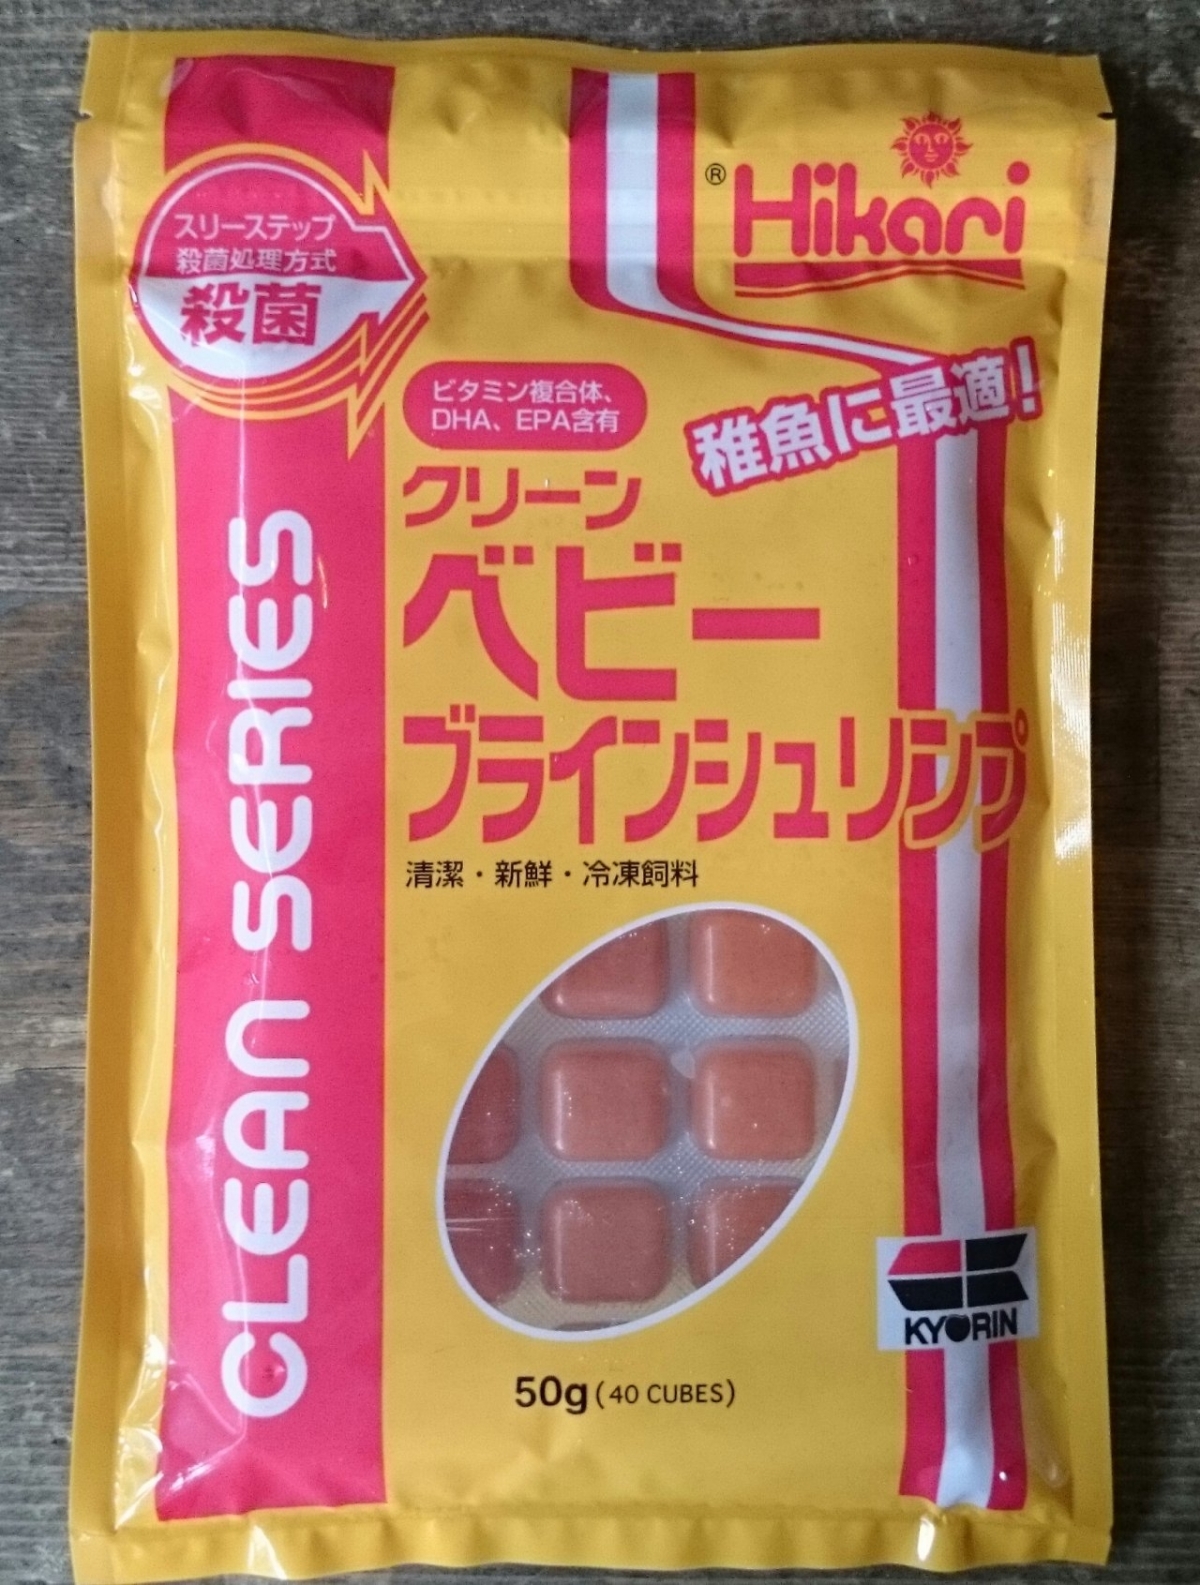 ® Hikari
スリーステップ
殺菌処理方式
殺菌
ビタミン複合体、
DHA、EPA含有
稚魚に最適!
クリーン
ベビー
ブラインシュリンプ
清潔・新鮮・冷凍飼料
CLEAN SERIES
KYORIN
50g (40 CUBES)